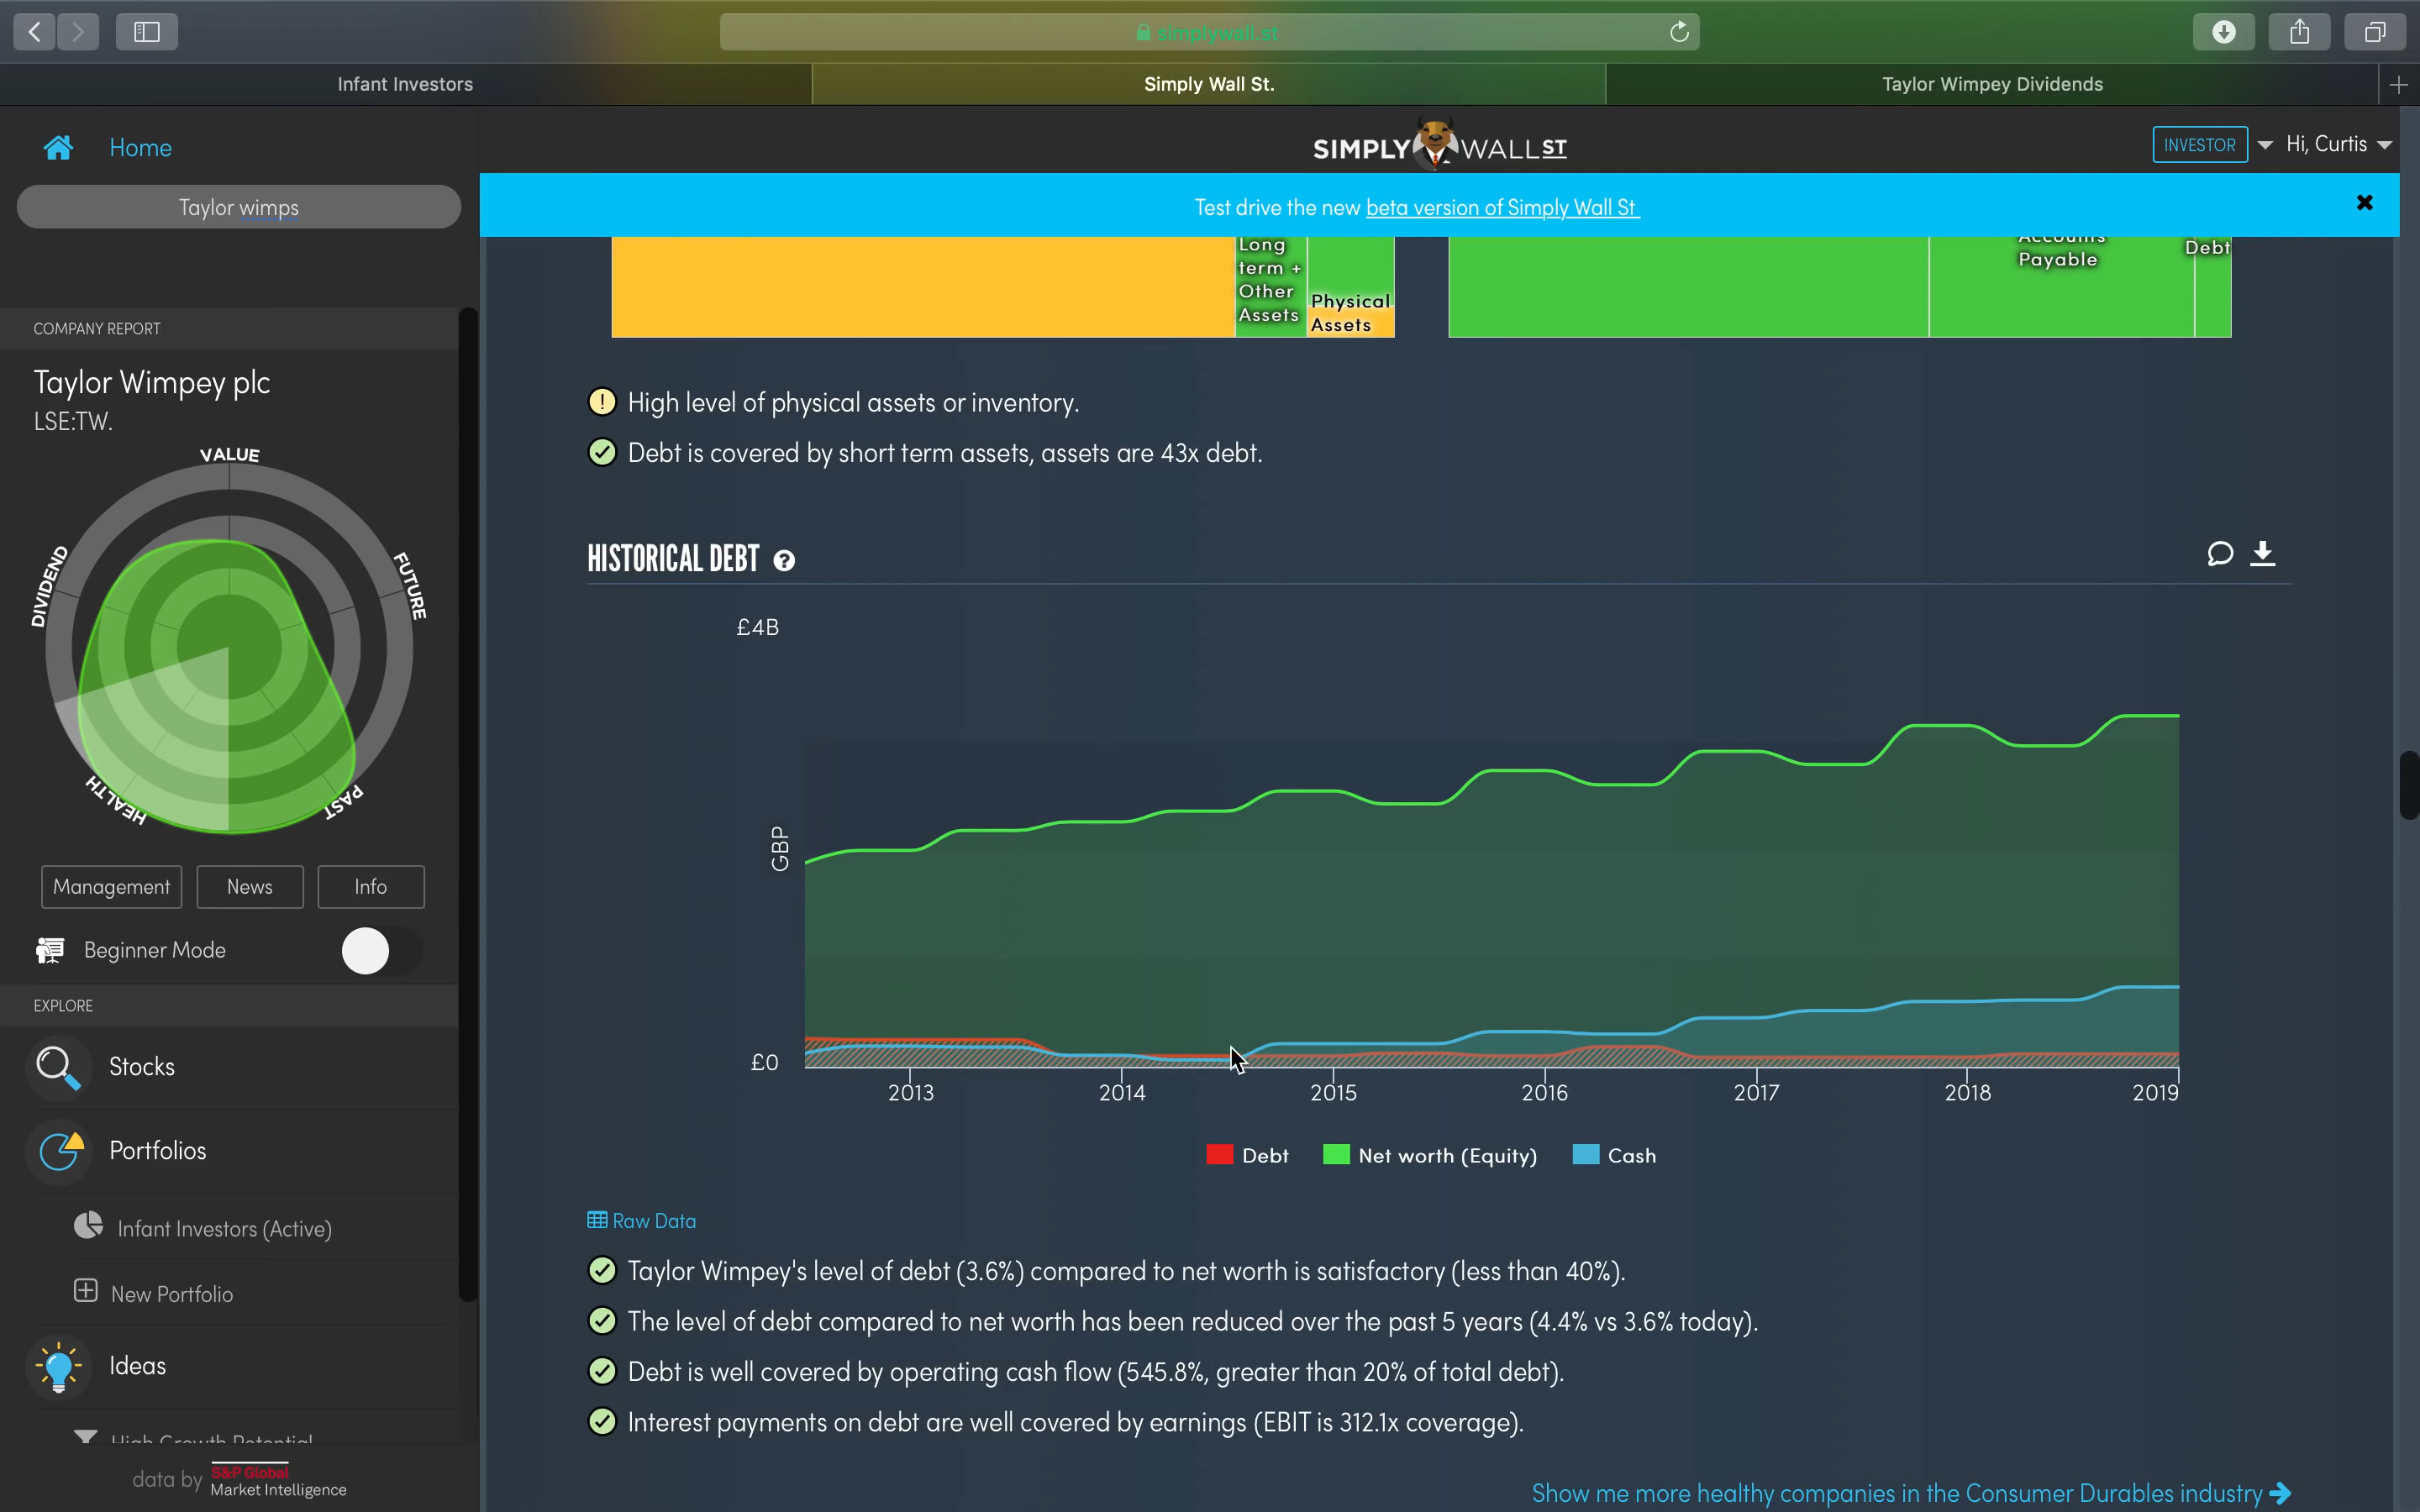 simplywall.st
Infant Investors
Simply Wall St.
Taylor Wimpey Dividends
Home
SIMPLY WALL ST
INVESTOR
Hi, Curtis
Taylor wimps
Test drive the new beta version of Simply Wall St
Long
term +
Other
Assets
Physical
Assets
Accounts
Payable
Debt
COMPANY REPORT
Taylor Wimpey plc
LSE:TW.
VALUE
FUTURE
PAST
HEALTH
DIVIDEND
Management
News
Info
Beginner Mode
EXPLORE
Stocks
Portfolios
Infant Investors (Active)
New Portfolio
Ideas
High Growth Potential
data by S&P Global
Market Intelligence
! High level of physical assets or inventory.
Debt is covered by short term assets, assets are 43x debt.
HISTORICAL DEBT ?
£4B
GBP
£0
2013 2014 2015 2016 2017 2018 2019
Debt Net worth (Equity) Cash
Raw Data
Taylor Wimpey's level of debt (3.6%) compared to net worth is satisfactory (less than 40%).
The level of debt compared to net worth has been reduced over the past 5 years (4.4% vs 3.6% today).
Debt is well covered by operating cash flow (545.8%, greater than 20% of total debt).
Interest payments on debt are well covered by earnings (EBIT is 312.1x coverage).
Show me more healthy companies in the Consumer Durables industry